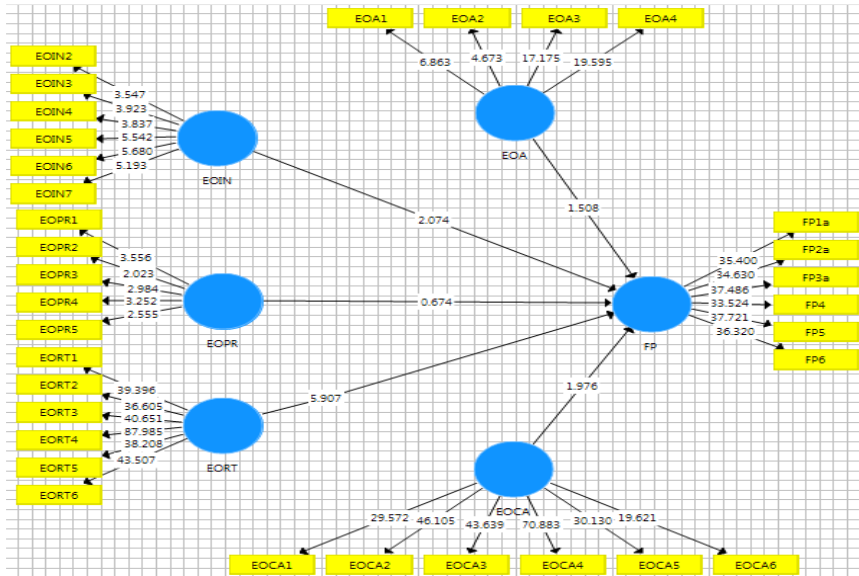 EOA1 EOA2 EOA3 EOA4
6.863 4.673 17.175 19.595
EOA
EOIN2
EOIN3
EOIN4
EOIN5
EOIN6
EOIN7
3.547
3.923
3.837
5.542
5.680
5.193
EOIN
2.074
1.508
EOPR1
EOPR2
EOPR3
EOPR4
EOPR5
3.556
2.023
2.984
3.252
2.555
EOPR
0.674
FP1a
FP2a
FP3a
FP4
FP5
FP6
35.400
34.630
37.486
33.524
37.721
36.320
FP
EORT1
EORT2
EORT3
EORT4
EORT5
EORT6
39.396
36.605
40.651
87.985
38.208
43.507
EORT
5.907
1.976
EOCA
29.572 46.105 43.639 70.883 30.130 19.621
EOCA1 EOCA2 EOCA3 EOCA4 EOCA5 EOCA6